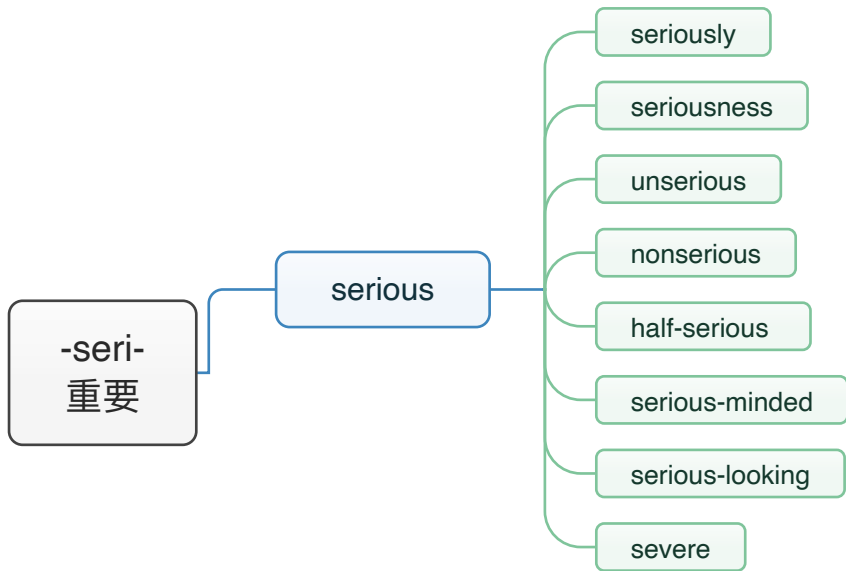 -seri-
重要
serious
seriously
seriousness
unserious
nonserious
half-serious
serious-minded
serious-looking
severe